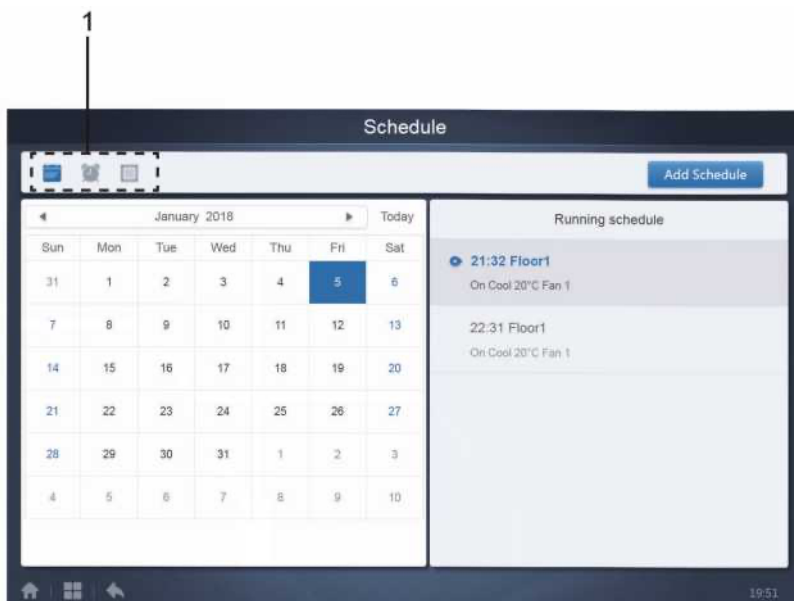 1
Schedule
Add Schedule
January 2018 Today
Sun Mon Tue Wed Thu Fri Sat
31 1 2 3 4 5 6
7 8 9 10 11 12 13
14 15 16 17 18 19 20
21 22 23 24 25 26 27
28 29 30 31 1 2 3
4 5 6 7 8 9 10
Running schedule
21:32 Floor1
On Cool 20°C Fan 1
22:31 Floor1
On Cool 20°C Fan 1
19:51